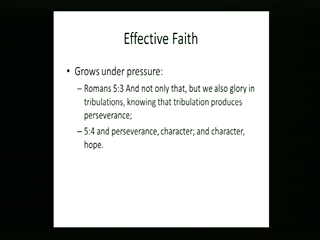 Effective Faith
• Grows under pressure:
– Romans 5:3 And not only that, but we also glory in
tribulations, knowing that tribulation produces
perseverance;
– 5:4 and perseverance, character; and character,
hope.